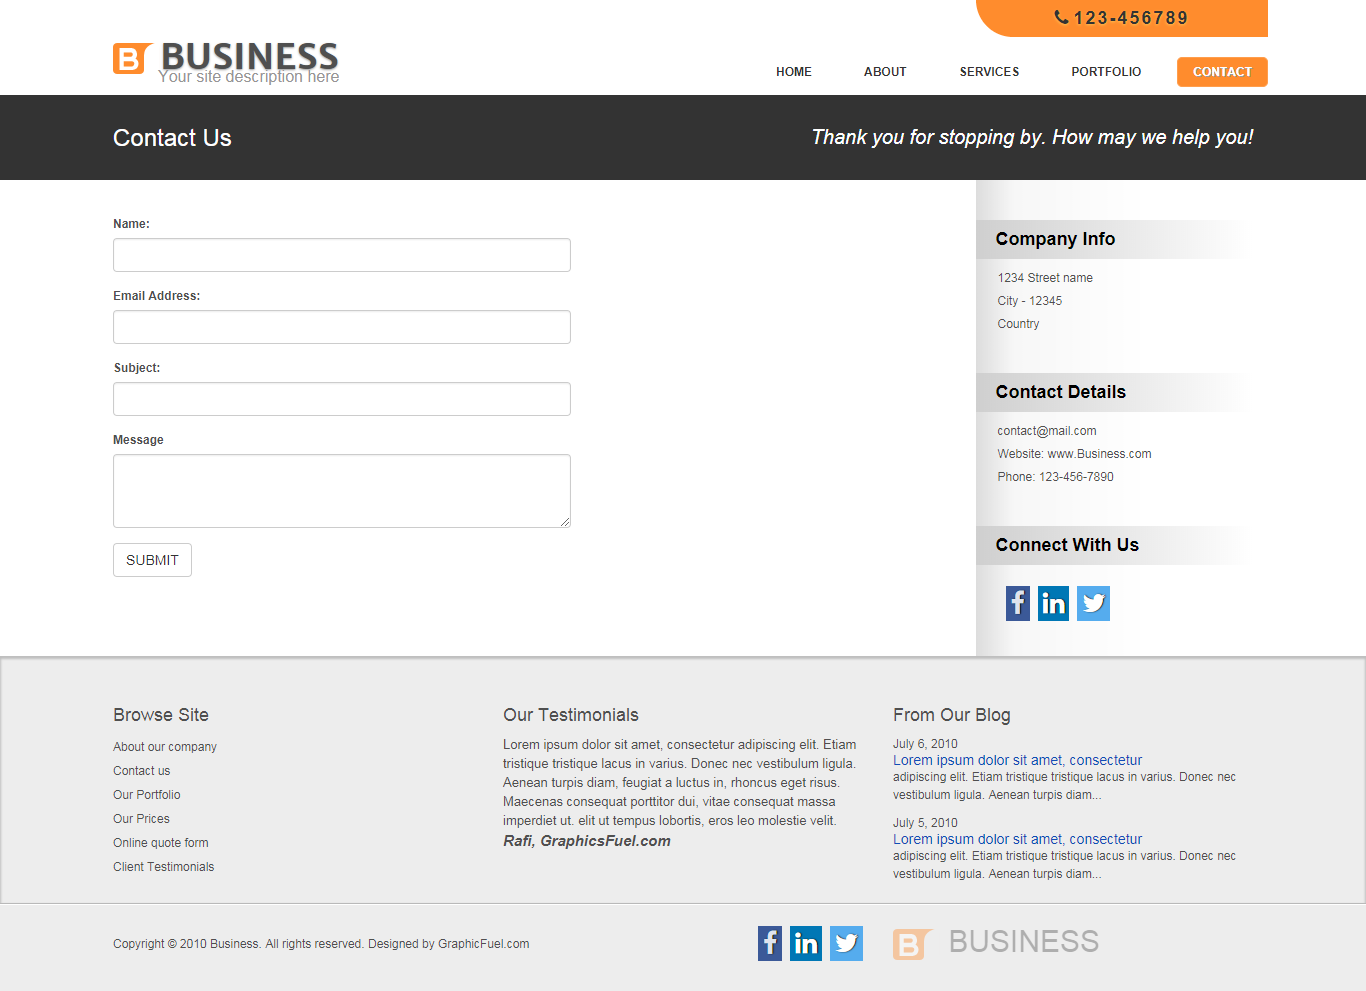 123-456789
B BUSINESS
Your site description here
HOME ABOUT SERVICES PORTFOLIO CONTACT
Contact Us
Thank you for stopping by. How may we help you!
Name:
Email Address:
Subject:
Message
SUBMIT
Company Info
1234 Street name
City - 12345
Country
Contact Details
contact@mail.com
Website: www.Business.com
Phone: 123-456-7890
Connect With Us
f in
Browse Site
About our company
Contact us
Our Portfolio
Our Prices
Online quote form
Client Testimonials
Our Testimonials
Lorem ipsum dolor sit amet, consectetur adipiscing elit. Etiam
tristique tristique lacus in varius. Donec nec vestibulum ligula.
Aenean turpis diam, feugiat a luctus in, rhoncus eget risus.
Maecenas consequat porttitor dui, vitae consequat massa
imperdiet ut. elit ut tempus lobortis, eros leo molestie velit.
Rafi, GraphicsFuel.com
From Our Blog
July 6, 2010
Lorem ipsum dolor sit amet, consectetur
adipiscing elit. Etiam tristique tristique lacus in varius. Donec nec
vestibulum ligula. Aenean turpis diam...
July 5, 2010
Lorem ipsum dolor sit amet, consectetur
adipiscing elit. Etiam tristique tristique lacus in varius. Donec nec
vestibulum ligula. Aenean turpis diam...
Copyright © 2010 Business. All rights reserved. Designed by GraphicFuel.com
f in
B BUSINESS